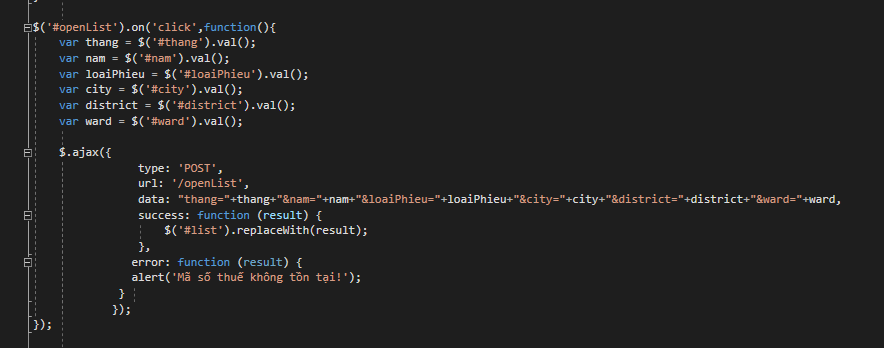 $('#openList').on('click',function(){
var thang = $('#thang').val();
var nam = $('#nam').val();
var loaiPhieu = $('#loaiPhieu').val();
var city = $('#city').val();
var district = $('#district').val();
var ward = $('#ward').val();
$.ajax({
type: 'POST',
url: '/openList',
data: "thang="+thang+"&nam="+nam+"&loaiPhieu="+loaiPhieu+"&city="+city+"&district="+district+"&ward="+ward,
success: function (result) {
$('#list').replaceWith(result);
},
error: function (result) {
alert('Mã số thuế không tồn tại!');
}
});
});